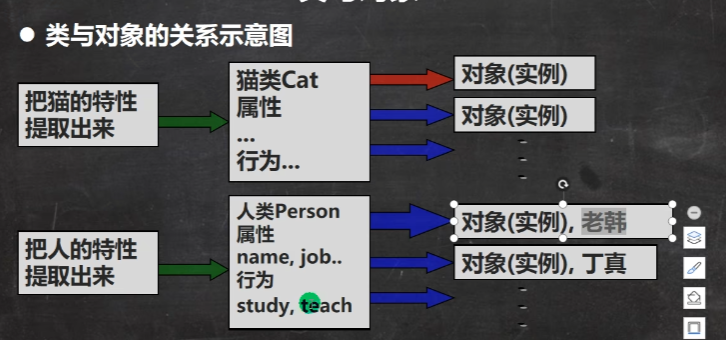 ● 类与对象的关系示意图
把猫的特性
提取出来
猫类Cat
属性
...
行为...
对象(实例)
对象(实例)
把人的特性
提取出来
人类Person
属性
name, job..
行为
study, teach
对象(实例), 老韩
对象(实例), 丁真